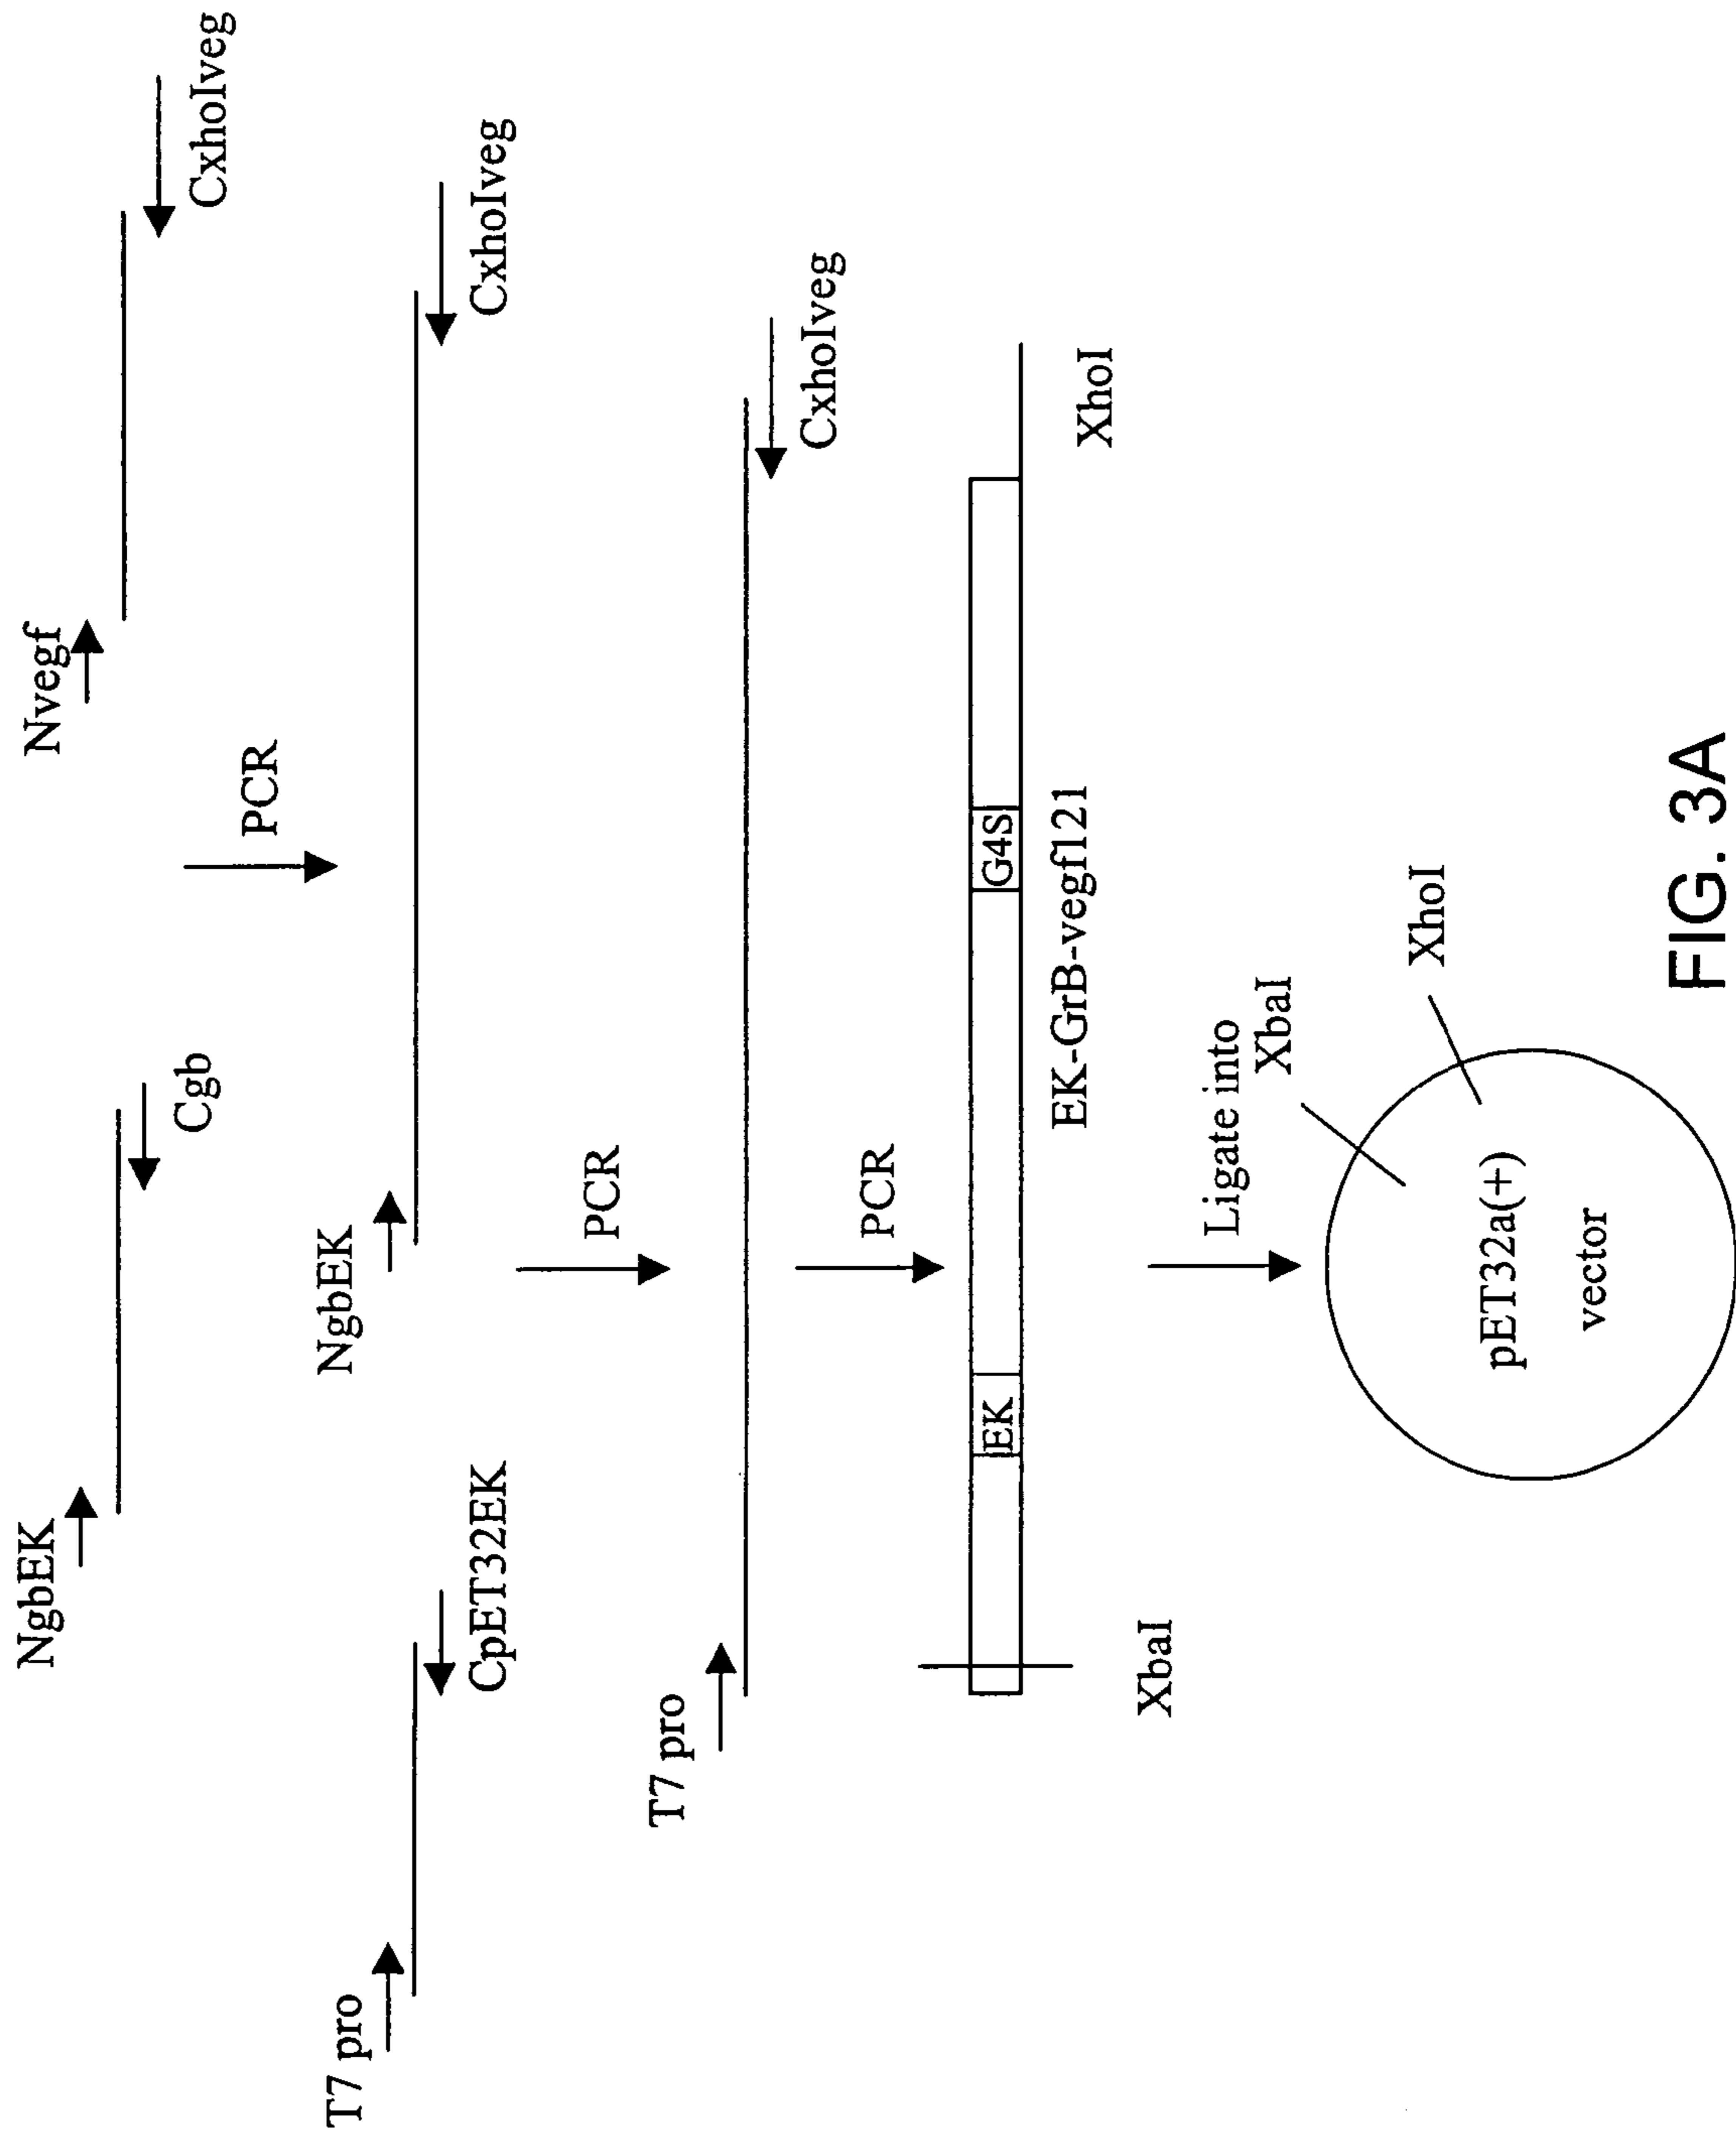 NgbEK
Nvegf
Cgb
CxhoIveg
PCR
T7 pro
NgbEK
CpET32EK
CxhoIveg
PCR
T7 pro
CxhoIveg
PCR
EK
G4S
XbaI
EK-GrB-vegf121
XhoI
Ligate into
XbaI
XhoI
pET32a(+)
vector
FIG. 3A